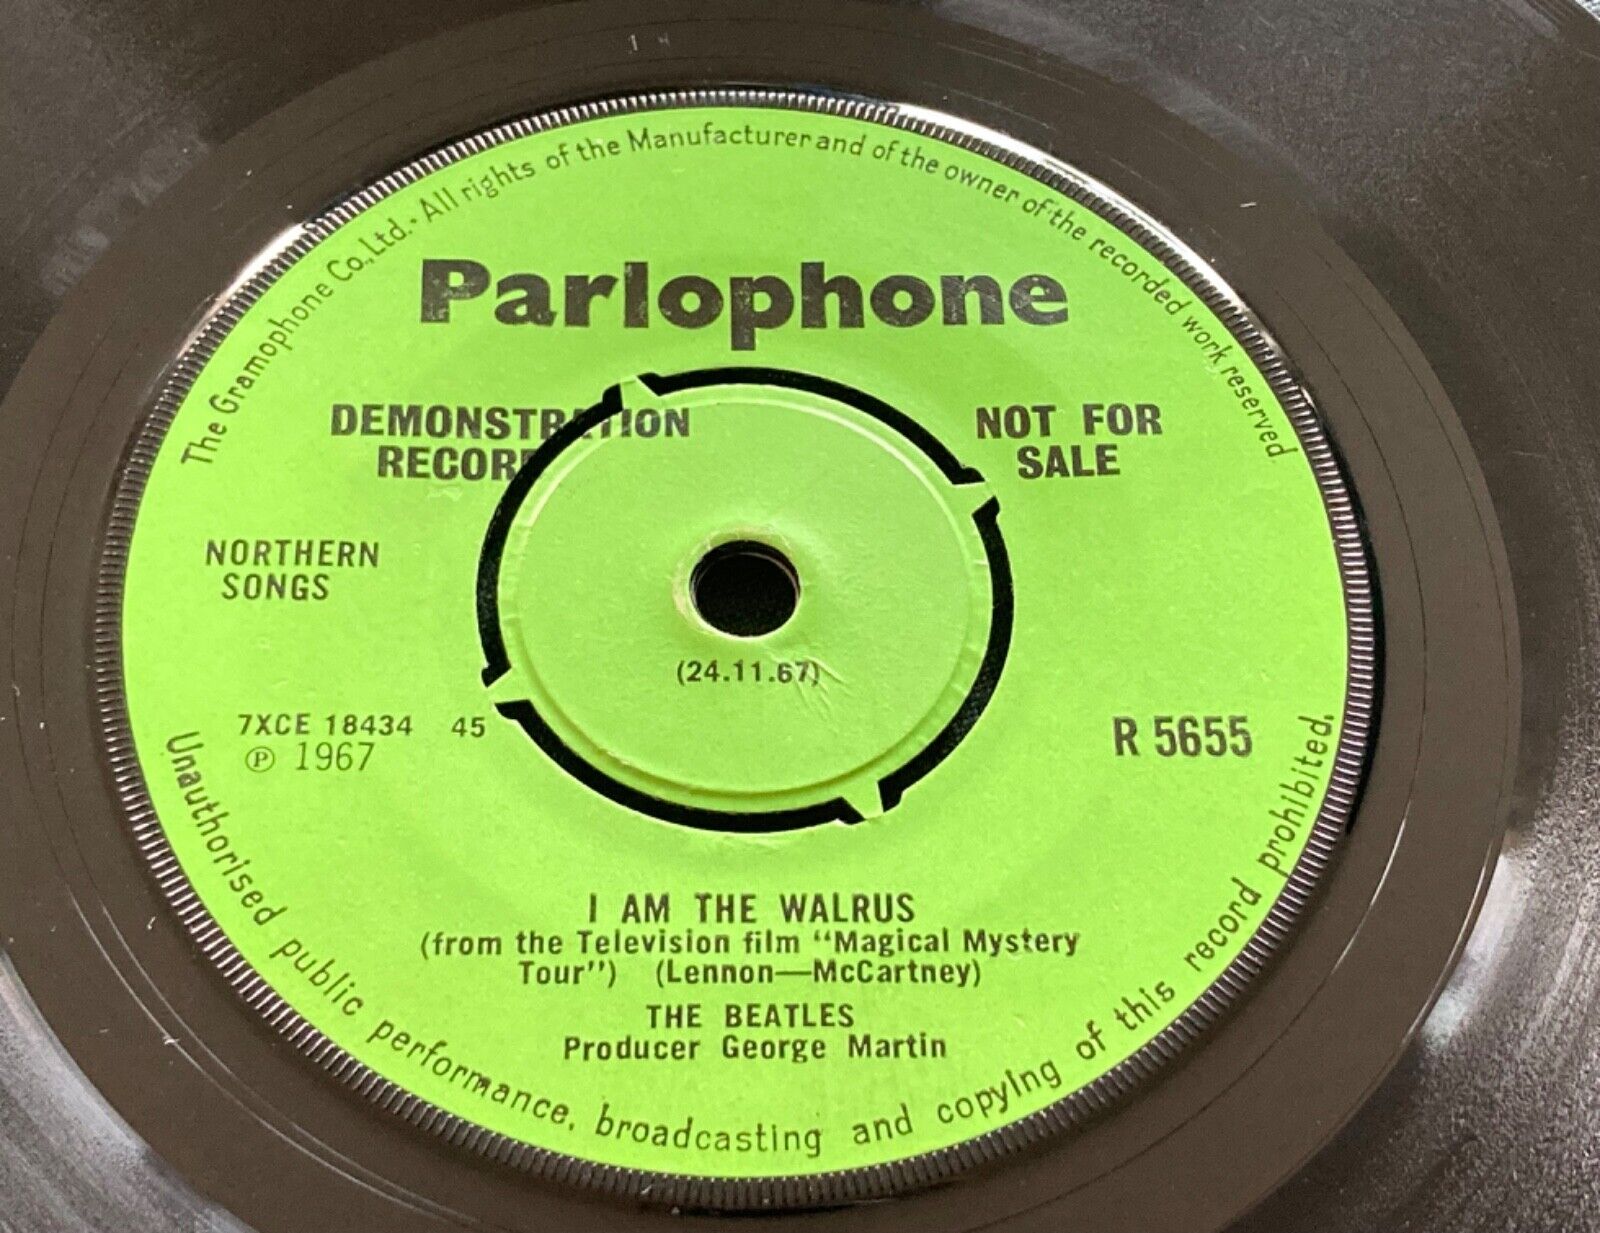 The Gramophone Co., Ltd. · All rights of the Manufacturer and of the owner of the recorded work reserved
Parlophone
DEMONSTRATION
RECORD
NOT FOR
SALE
NORTHERN
SONGS
(24.11.67)
7XCE 18434 45
Ⓟ 1967
R 5655
I AM THE WALRUS
(from the Television film "Magical Mystery
Tour") (Lennon—McCartney)
THE BEATLES
Producer George Martin
Unauthorised public performance, broadcasting and copying of this record prohibited.